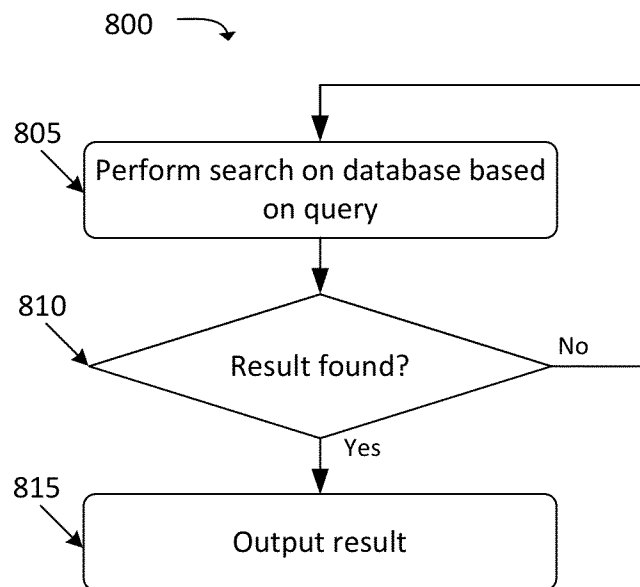 800
805
Perform search on database based
on query
810
Result found?
No
Yes
815
Output result